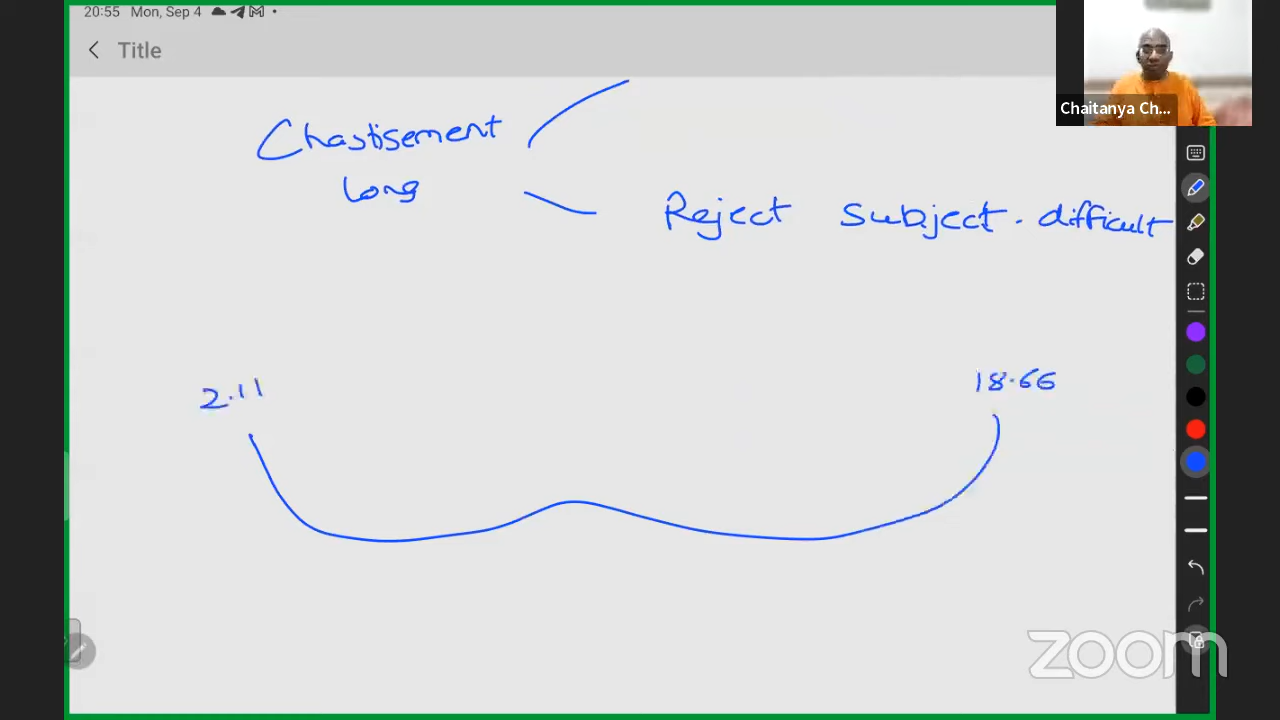 20:55 Mon, Sep 4
Title
Chaitanya Ch...
Chastisement
Long
Reject Subject. difficult
2.11
18.66
zoom